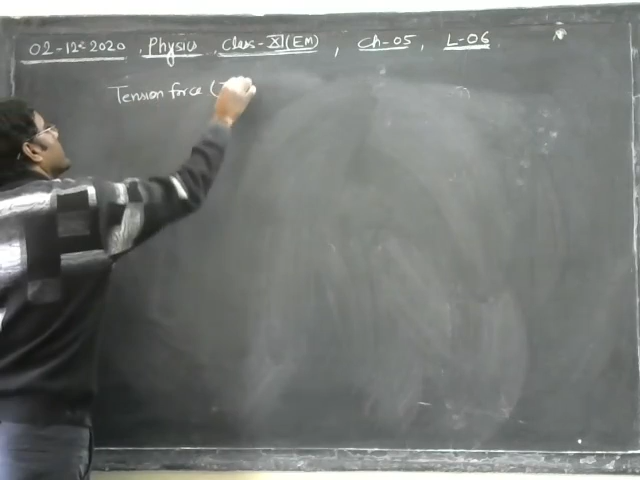 02-12-2020, Physics, Class-XI(EM), Ch-05, L-06
Tension force (T